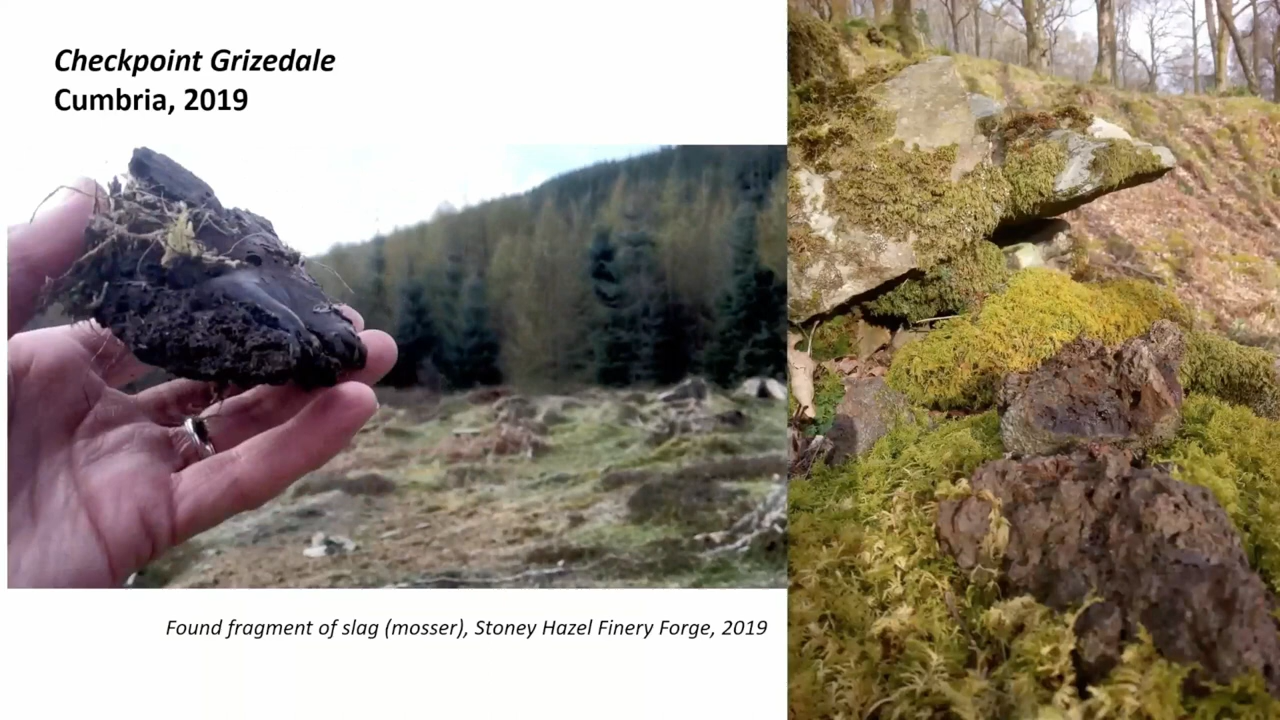 Checkpoint Grizedale
Cumbria, 2019
Found fragment of slag (mosser), Stoney Hazel Finery Forge, 2019